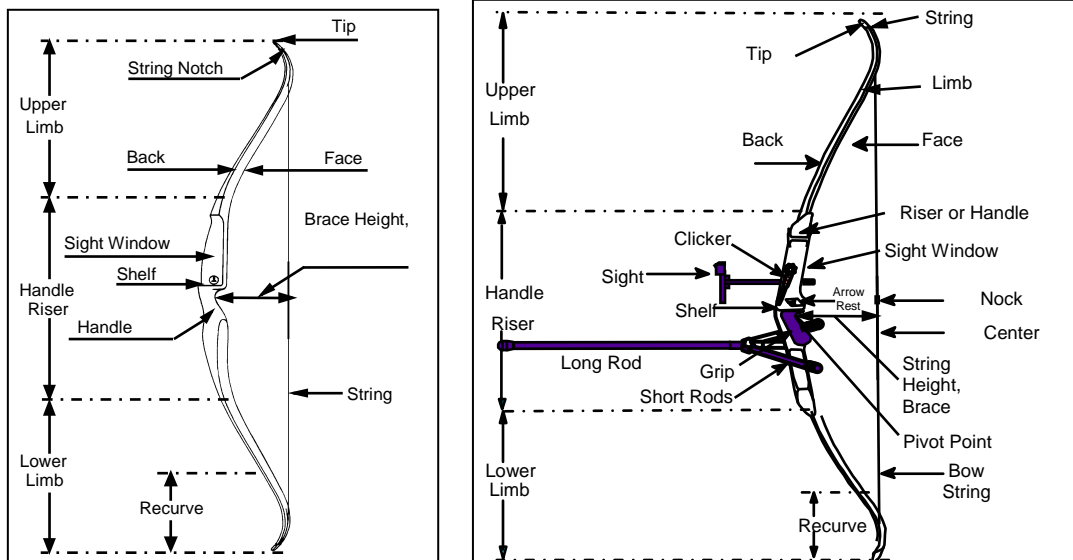 Tip
String Notch
Upper
Limb
Back
Face
Brace Height,
Sight Window
Shelf
Handle
Riser
Handle
String
Lower
Limb
Recurve
String
Tip
Upper
Limb
Limb
Back
Face
Riser or Handle
Clicker
Sight Window
Sight
Handle
Riser
Shelf
Arrow
Rest
Nock
Center
Long Rod
Grip
Short Rods
String
Height,
Brace
Pivot Point
Lower
Limb
Bow
String
Recurve